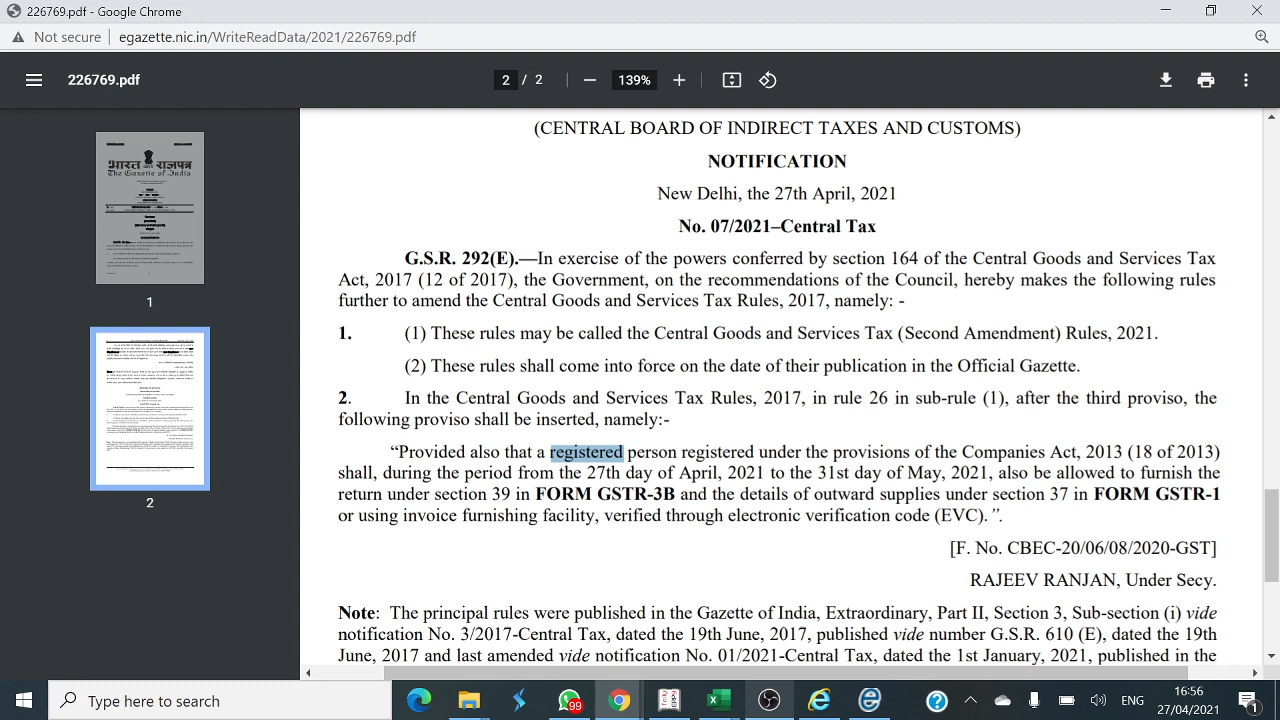 226769.pdf - Google Chrome
Not secure | egazette.nic.in/WriteReadData/2021/226769.pdf
226769.pdf
2 / 2
139%
भारत राजपत्र
The Gazette of India
1
2
(CENTRAL BOARD OF INDIRECT TAXES AND CUSTOMS)
NOTIFICATION
New Delhi, the 27th April, 2021
No. 07/2021–Central Tax
G.S.R. 292(E).—In exercise of the powers conferred by section 164 of the Central Goods and Services Tax
Act, 2017 (12 of 2017), the Government, on the recommendations of the Council, hereby makes the following rules
further to amend the Central Goods and Services Tax Rules, 2017, namely: -
1. (1) These rules may be called the Central Goods and Services Tax (Second Amendment) Rules, 2021.
(2) These rules shall come into force on the date of their publication in the Official Gazette.
2. In the Central Goods and Services Tax Rules, 2017, in rule 26 in sub-rule (1), after the third proviso, the
following proviso shall be inserted, namely:-
“Provided also that a registered person registered under the provisions of the Companies Act, 2013 (18 of 2013)
shall, during the period from the 27th day of April, 2021 to the 31st day of May, 2021, also be allowed to furnish the
return under section 39 in FORM GSTR-3B and the details of outward supplies under section 37 in FORM GSTR-1
or using invoice furnishing facility, verified through electronic verification code (EVC).”.
[F. No. CBEC-20/06/08/2020-GST]
RAJEEV RANJAN, Under Secy.
Note: The principal rules were published in the Gazette of India, Extraordinary, Part II, Section 3, Sub-section (i) vide
notification No. 3/2017-Central Tax, dated the 19th June, 2017, published vide number G.S.R. 610 (E), dated the 19th
June, 2017 and last amended vide notification No. 01/2021-Central Tax, dated the 1st January, 2021, published in the
Type here to search
99
ENG
16:56
27/04/2021
1